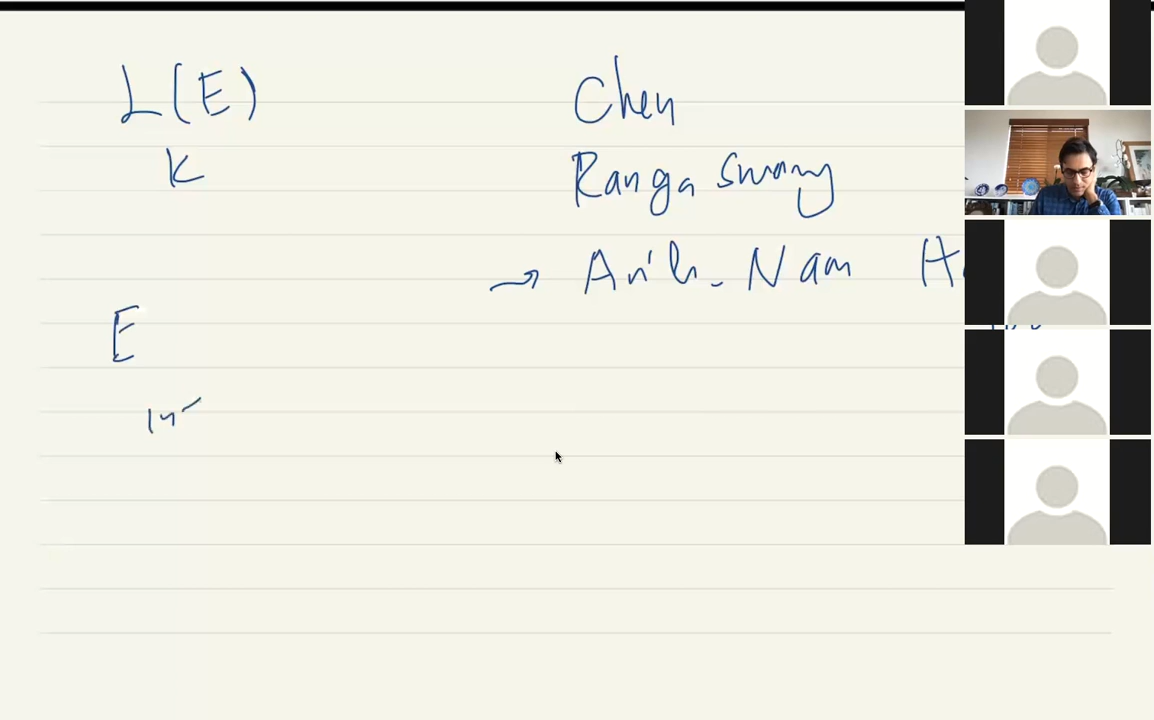 L(E)
K
Chen
Ranga Swamy
→ Anh - Nam
E